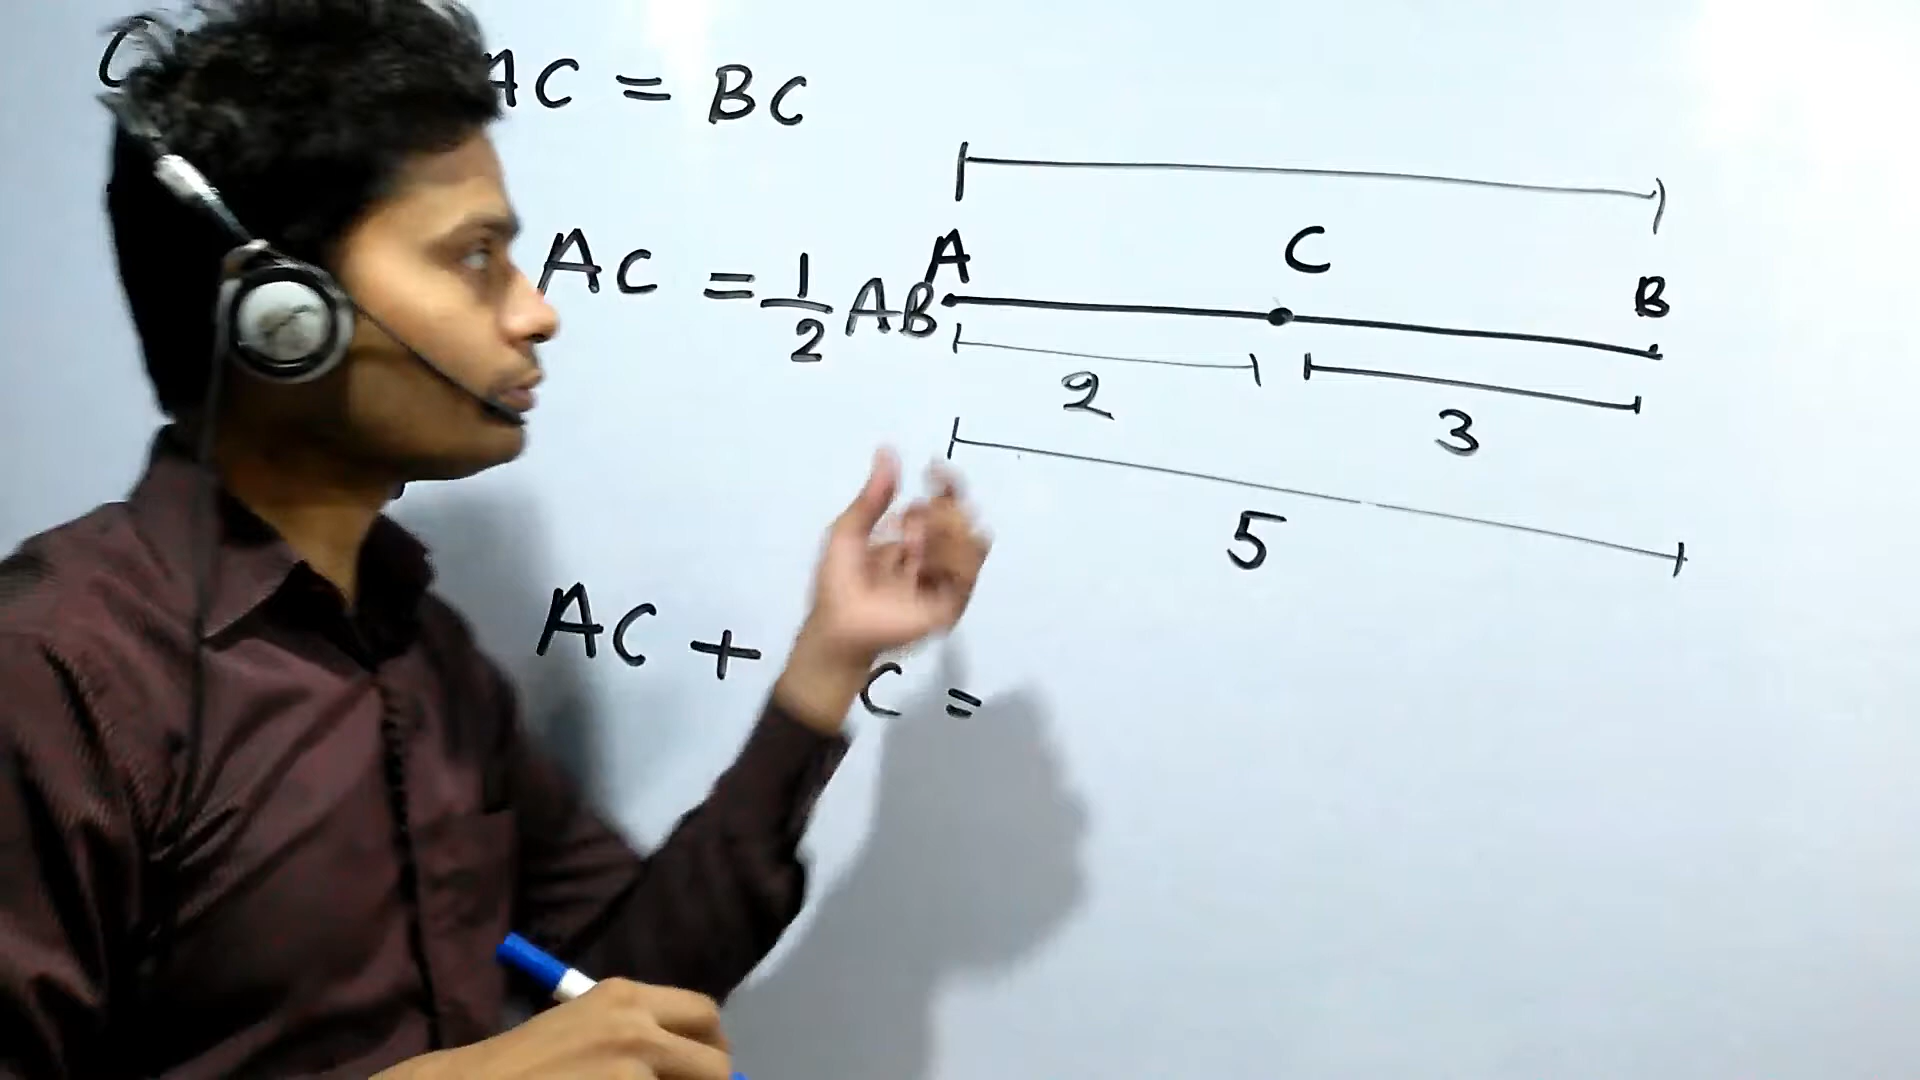 AC = BC
A
C
B
AC = 1/2 AB
2
3
5
AC + C =